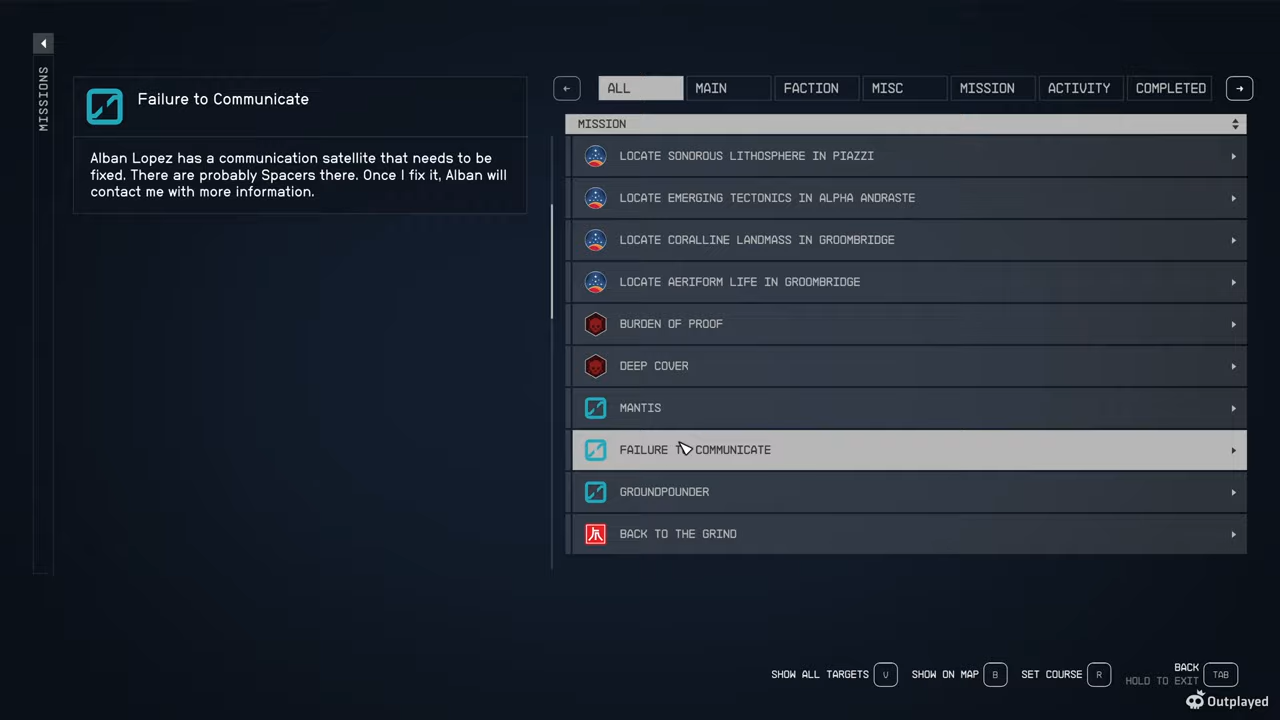 MISSIONS
Failure to Communicate
Alban Lopez has a communication satellite that needs to be
fixed. There are probably Spacers there. Once I fix it, Alban will
contact me with more information.
ALL
MAIN
FACTION
MISC
MISSION
ACTIVITY
COMPLETED
MISSION
LOCATE SONOROUS LITHOSPHERE IN PIAZZI
LOCATE EMERGING TECTONICS IN ALPHA ANDRASTE
LOCATE CORALLINE LANDMASS IN GROOMBRIDGE
LOCATE AERIFORM LIFE IN GROOMBRIDGE
BURDEN OF PROOF
DEEP COVER
MANTIS
FAILURE TO COMMUNICATE
GROUNDPOUNDER
BACK TO THE GRIND
SHOW ALL TARGETS V
SHOW ON MAP B
SET COURSE R
BACK
HOLD TO EXIT TAB
Outplayed